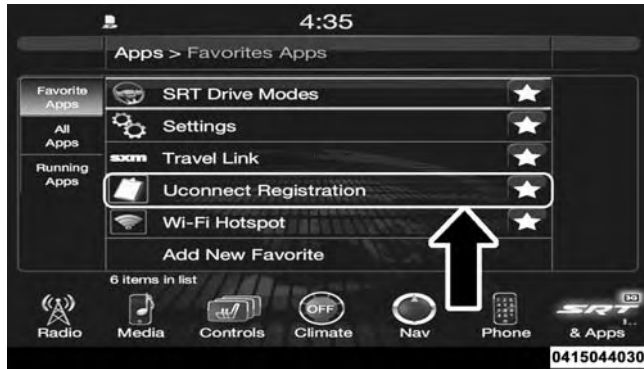 4:35
Apps > Favorites Apps
Favorite
Apps
All
Apps
Running
Apps
SRT Drive Modes
Settings
sxm Travel Link
Uconnect Registration
Wi-Fi Hotspot
Add New Favorite
6 items in list
OFF
3G
SRT
Radio Media Controls Climate Nav Phone & Apps
0415044030